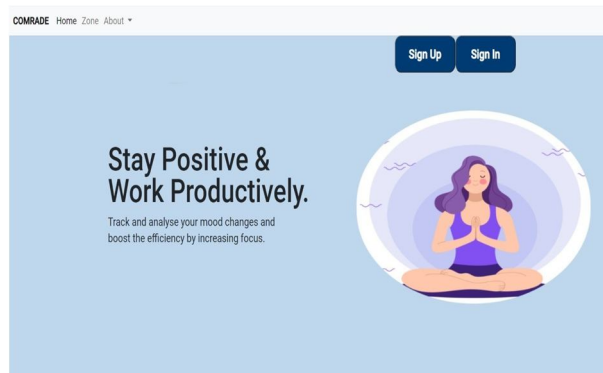 COMRADE Home Zone About
Sign Up Sign In
Stay Positive &
Work Productively.
Track and analyse your mood changes and
boost the efficiency by increasing focus.